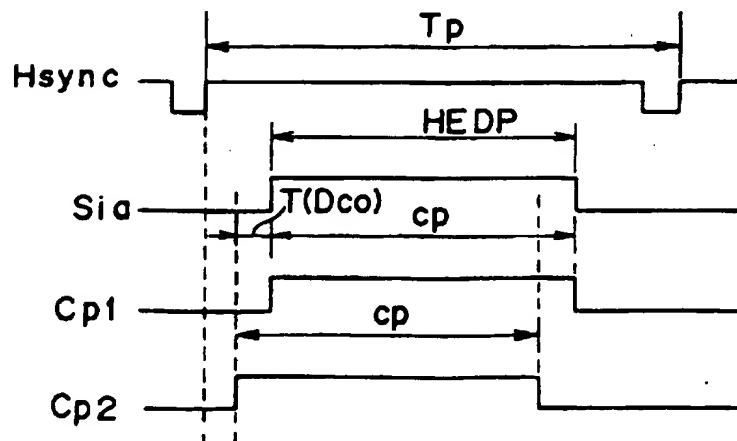 Tp
Hsync
HEDP
Sia
T(Dco)
cp
Cp1
cp
Cp2